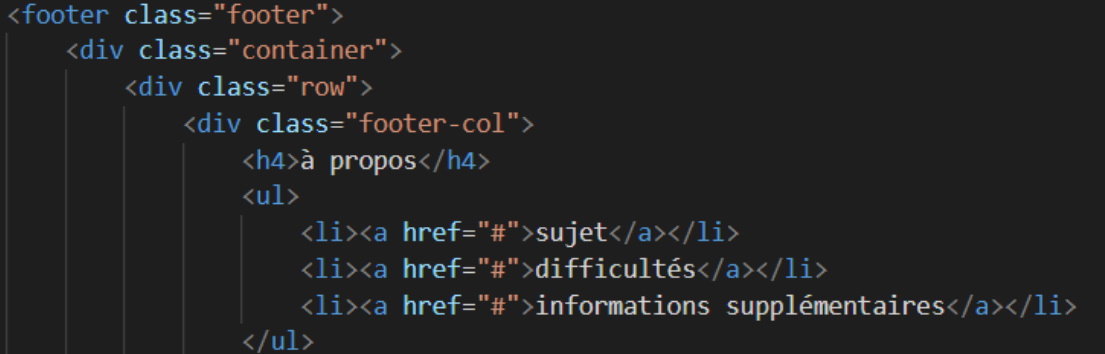 <footer class="footer">
<div class="container">
<div class="row">
<div class="footer-col">
<h4>à propos</h4>
<ul>
<li><a href="#">sujet</a></li>
<li><a href="#">difficultés</a></li>
<li><a href="#">informations supplémentaires</a></li>
</ul>